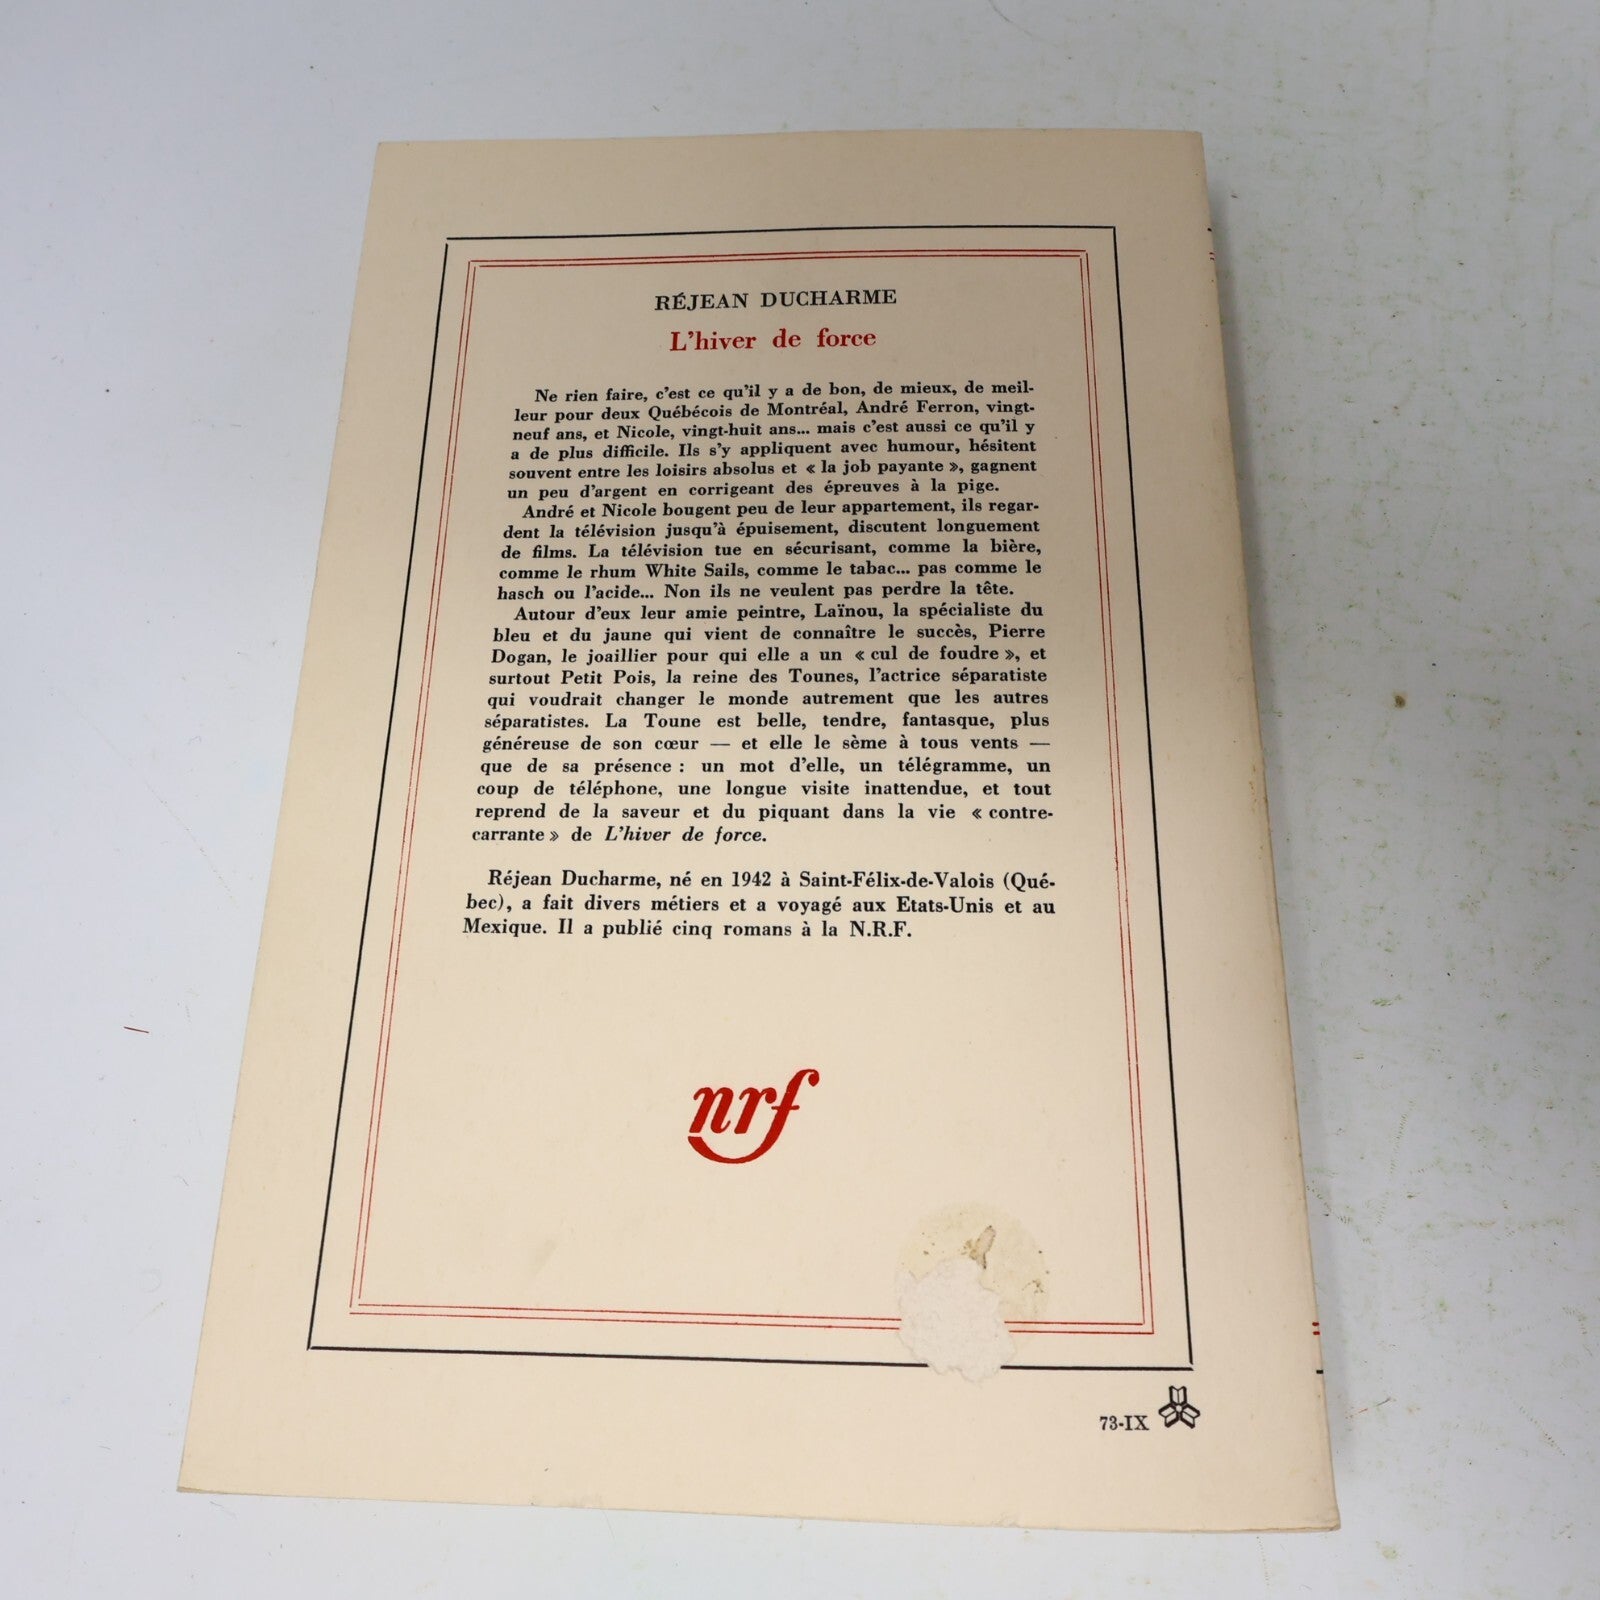 RÉJEAN DUCHARME
L'hiver de force
Ne rien faire, c'est ce qu'il y a de bon, de mieux, de meil-
leur pour deux Québécois de Montréal, André Ferron, vingt-
neuf ans, et Nicole, vingt-huit ans... mais c'est aussi ce qu'il y
a de plus difficile. Ils s'y appliquent avec humour, hésitent
souvent entre les loisirs absolus et « la job payante », gagnent
un peu d'argent en corrigeant des épreuves à la pige.
André et Nicole bougent peu de leur appartement, ils regar-
dent la télévision jusqu'à épuisement, discutent longuement
de films. La télévision tue en sécurisant, comme la bière,
comme le rhum White Sails, comme le tabac... pas comme le
hasch ou l'acide... Non ils ne veulent pas perdre la tête.
Autour d'eux leur amie peintre, Laïnou, la spécialiste du
bleu et du jaune qui vient de connaître le succès, Pierre
Dogan, le joaillier pour qui elle a un « cul de foudre », et
surtout Petit Pois, la reine des Tounes, l'actrice séparatiste
qui voudrait changer le monde autrement que les autres
séparatistes. La Toune est belle, tendre, fantasque, plus
généreuse de son cœur — et elle le sème à tous vents —
que de sa présence : un mot d'elle, un télégramme, un
coup de téléphone, une longue visite inattendue, et tout
reprend de la saveur et du piquant dans la vie « contre-
carrante » de L'hiver de force.
Réjean Ducharme, né en 1942 à Saint-Félix-de-Valois (Qué-
bec), a fait divers métiers et a voyagé aux Etats-Unis et au
Mexique. Il a publié cinq romans à la N.R.F.
nrf
73-IX